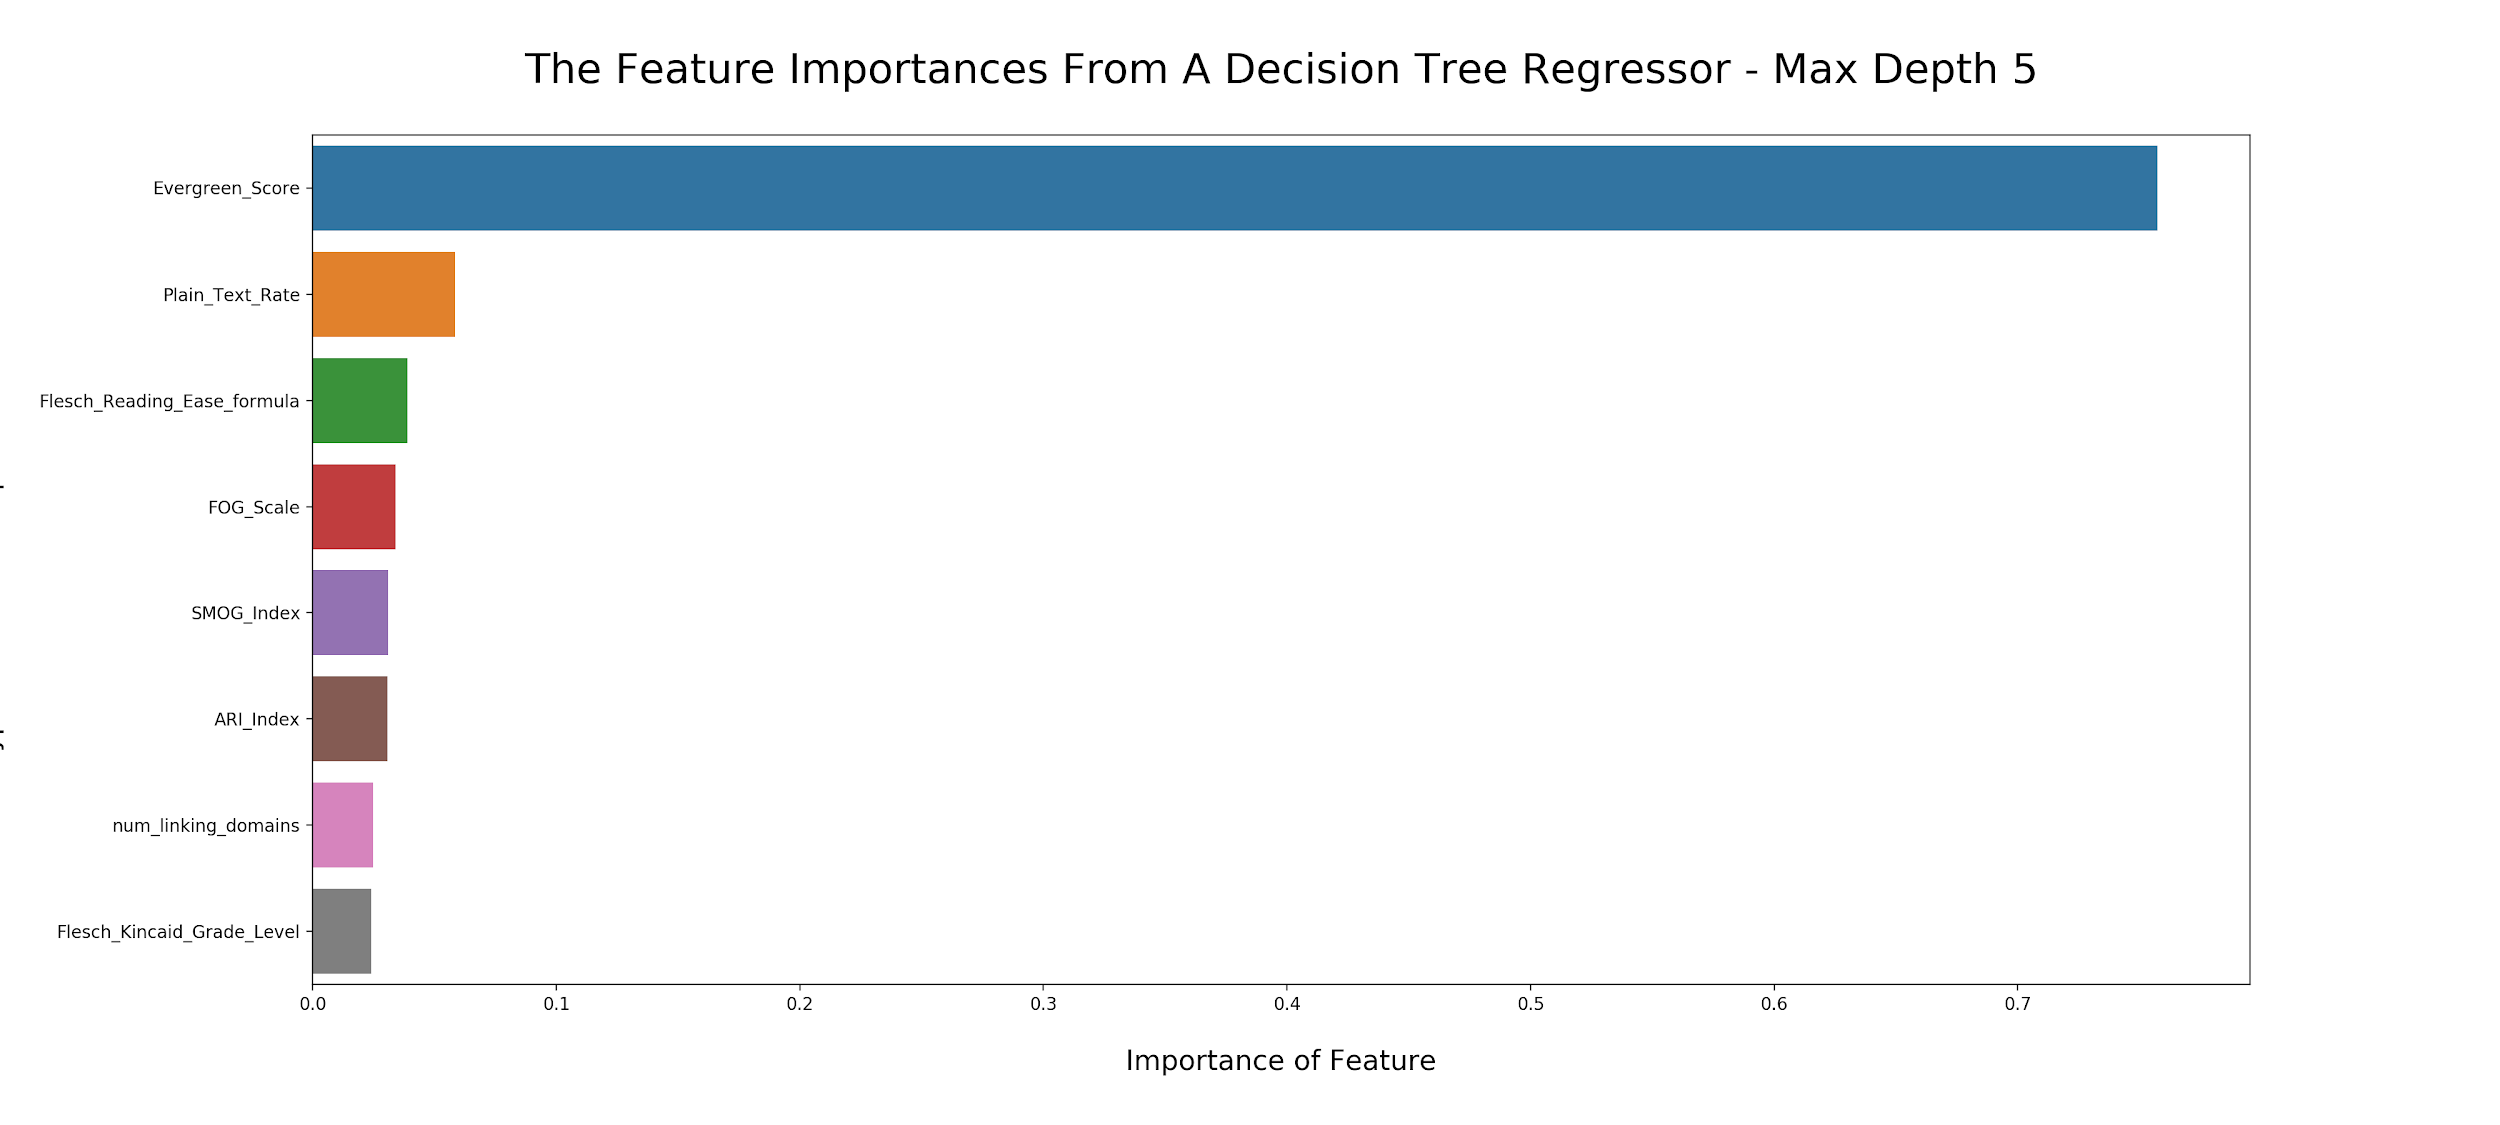 The Feature Importances From A Decision Tree Regressor - Max Depth 5
Evergreen_Score
Plain_Text_Rate
Flesch_Reading_Ease_formula
FOG_Scale
SMOG_Index
ARI_Index
num_linking_domains
Flesch_Kincaid_Grade_Level
0.0 0.1 0.2 0.3 0.4 0.5 0.6 0.7
Importance of Feature